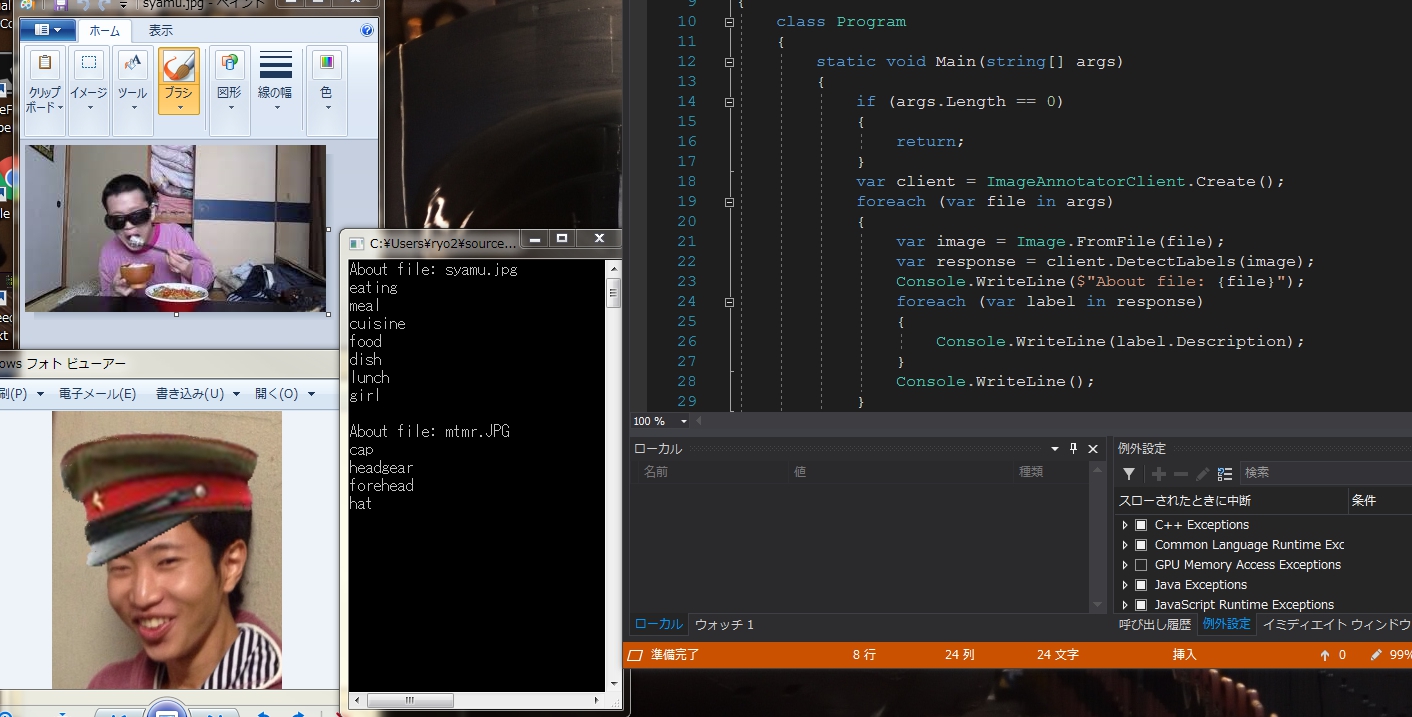 syamu.jpg - ペイント
ホーム 表示
クリップボード イメージ ツール ブラシ 図形 線の幅 色
C:¥Users¥ryo2¥source...
About file: syamu.jpg
eating
meal
cuisine
food
dish
lunch
girl
About file: mtmr.JPG
cap
headgear
forehead
hat
フォト ビューアー
刷(P) 電子メール(E) 書き込み(U) 開く(O)
9 {
10 class Program
11 {
12 static void Main(string[] args)
13 {
14 if (args.Length == 0)
15 {
16 return;
17 }
18 var client = ImageAnnotatorClient.Create();
19 foreach (var file in args)
20 {
21 var image = Image.FromFile(file);
22 var response = client.DetectLabels(image);
23 Console.WriteLine($"About file: {file}");
24 foreach (var label in response)
25 {
26 Console.WriteLine(label.Description);
27 }
28 Console.WriteLine();
29 }
100 %
ローカル
名前 値 種類
ローカル ウォッチ 1
例外設定
検索
スローされたときに中断 条件
C++ Exceptions
Common Language Runtime Exc
GPU Memory Access Exceptions
Java Exceptions
JavaScript Runtime Exceptions
呼び出し履歴 例外設定 イミディエイト ウィンドウ
準備完了 8 行 24 列 24 文字 挿入 0 99%